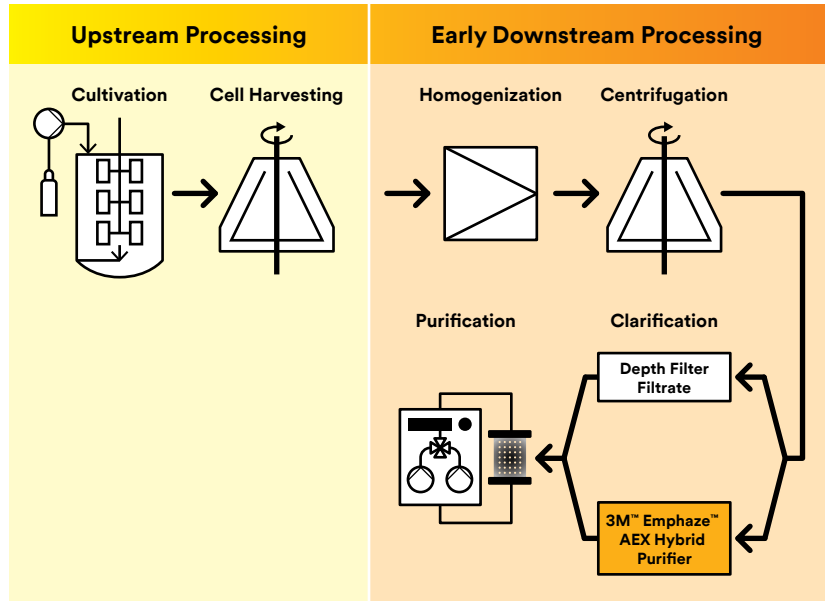 Upstream Processing
Early Downstream Processing
Cultivation
Cell Harvesting
Homogenization
Centrifugation
Purification
Clarification
Depth Filter
Filtrate
3M™ Emphaze™
AEX Hybrid
Purifier